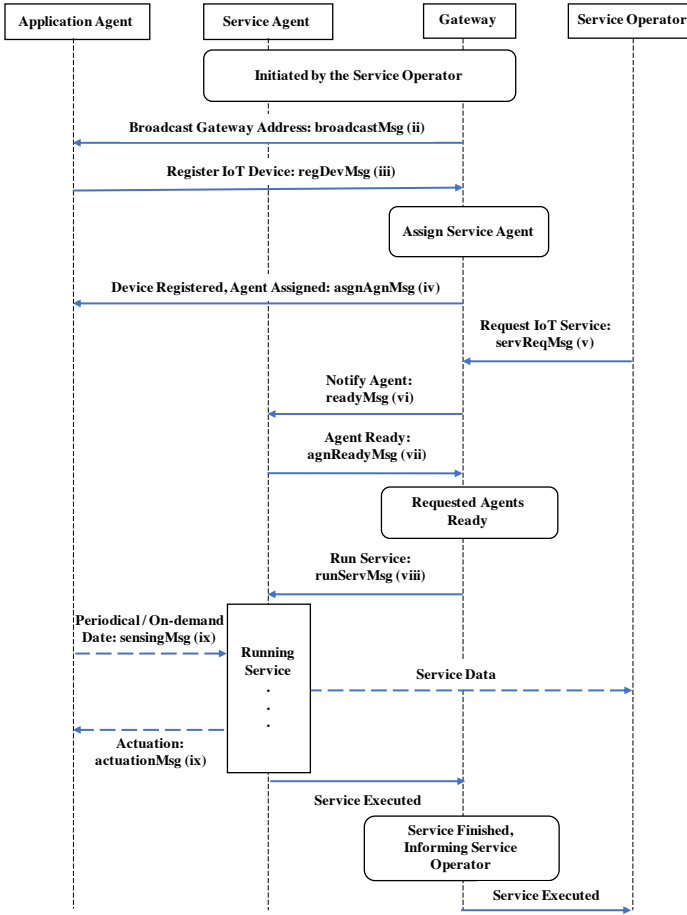 Application Agent
Service Agent
Gateway
Service Operator
Initiated by the Service Operator
Broadcast Gateway Address: broadcastMsg (ii)
Register IoT Device: regDevMsg (iii)
Assign Service Agent
Device Registered, Agent Assigned: asgnAgnMsg (iv)
Request IoT Service:
servReqMsg (v)
Notify Agent:
readyMsg (vi)
Agent Ready:
agnReadyMsg (vii)
Requested Agents
Ready
Run Service:
runServMsg (viii)
Periodical / On-demand
Date: sensingMsg (ix)
Running
Service
.
.
.
Service Data
Actuation:
actuationMsg (ix)
Service Executed
Service Finished,
Informing Service
Operator
Service Executed